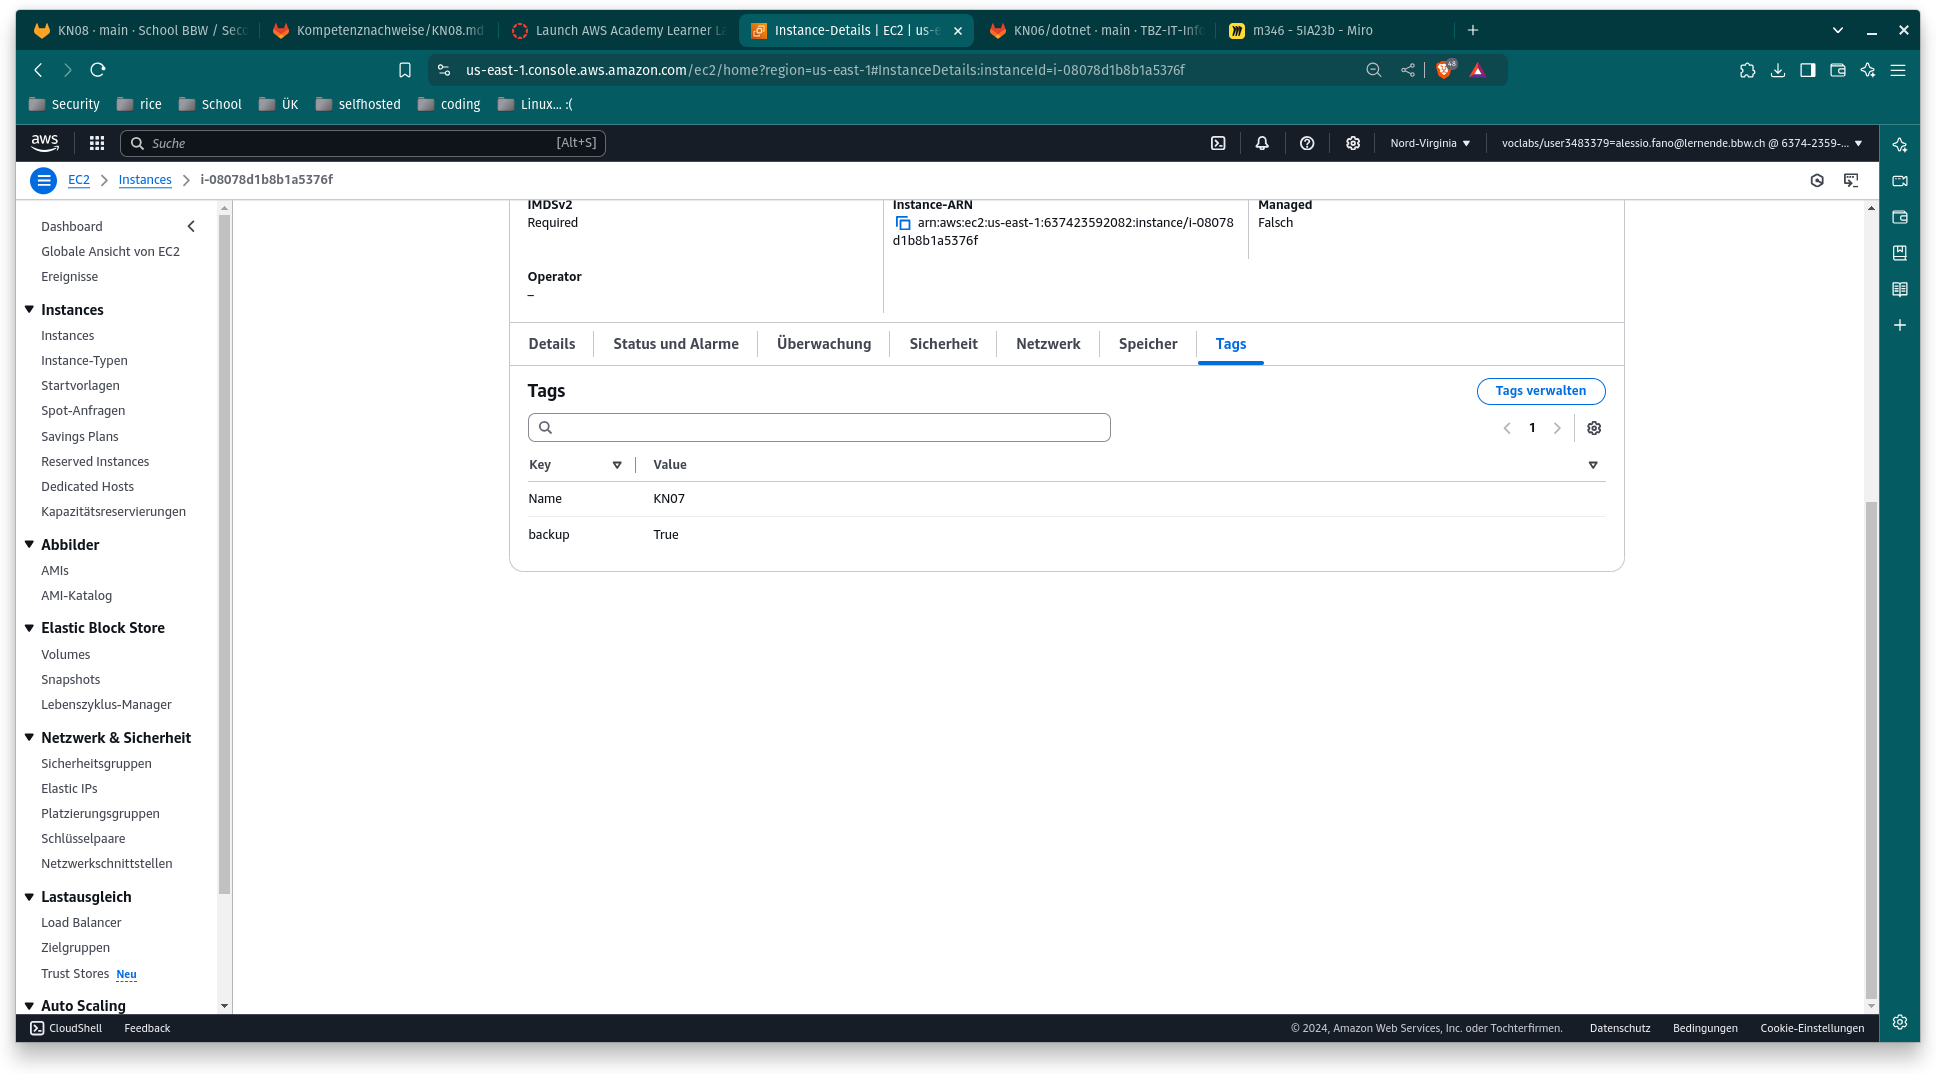 KN08 · main · School BBW / Sec
Kompetenznachweise/KN08.md
Launch AWS Academy Learner L
Instance-Details | EC2 | us-e
KN06/dotnet · main · TBZ-IT-Inf
m346 - 5IA23b - Miro
us-east-1.console.aws.amazon.com/ec2/home?region=us-east-1#InstanceDetails:instanceId=i-08078d1b8b1a5376f
48
Security
rice
School
ÜK
selfhosted
coding
Linux... :(
aws
Suche
[Alt+S]
Nord-Virginia
voclabs/user3483379=alessio.fano@lernende.bbw.ch @ 6374-2359-...
EC2
Instances
i-08078d1b8b1a5376f
Dashboard
Globale Ansicht von EC2
Ereignisse
Instances
Instances
Instance-Typen
Startvorlagen
Spot-Anfragen
Savings Plans
Reserved Instances
Dedicated Hosts
Kapazitätsreservierungen
Abbilder
AMIs
AMI-Katalog
Elastic Block Store
Volumes
Snapshots
Lebenszyklus-Manager
Netzwerk & Sicherheit
Sicherheitsgruppen
Elastic IPs
Platzierungsgruppen
Schlüsselpaare
Netzwerkschnittstellen
Lastausgleich
Load Balancer
Zielgruppen
Trust Stores Neu
Auto Scaling
IMDSv2
Required
Instance-ARN
arn:aws:ec2:us-east-1:637423592082:instance/i-08078
d1b8b1a5376f
Managed
Falsch
Operator
–
Details
Status und Alarme
Überwachung
Sicherheit
Netzwerk
Speicher
Tags
Tags
Tags verwalten
1
Key
Value
Name
KN07
backup
True
CloudShell
Feedback
© 2024, Amazon Web Services, Inc. oder Tochterfirmen.
Datenschutz
Bedingungen
Cookie-Einstellungen